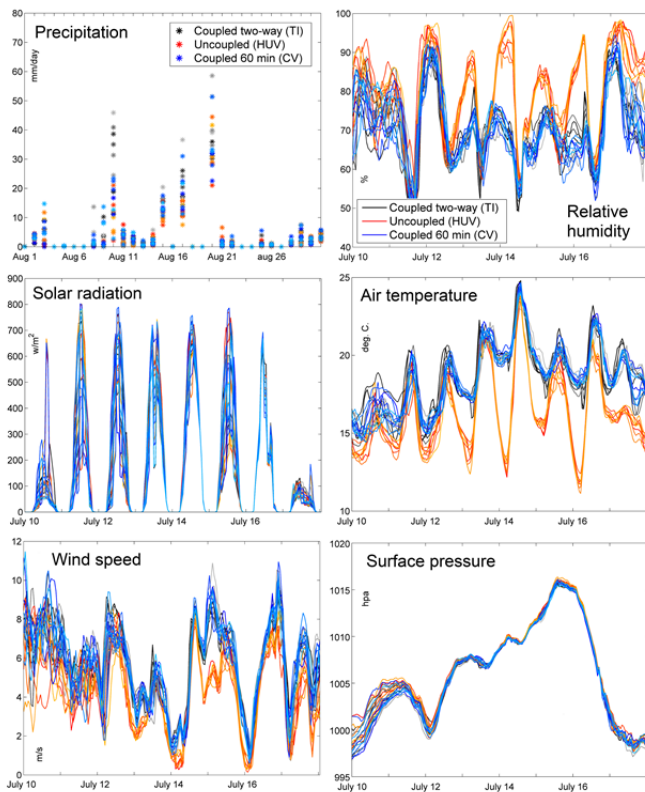 Precipitation
mm/day
Coupled two-way (TI)
Uncoupled (HUV)
Coupled 60 min (CV)
80
70
60
50
40
30
20
10
0
Aug 1 Aug 6 Aug 11 Aug 16 Aug 21 Aug 26
100
90
80
70
60
50
40
%
Coupled two-way (TI)
Uncoupled (HUV)
Coupled 60 min (CV)
Relative
humidity
July 10 July 12 July 14 July 16
Solar radiation
w/m²
900
800
700
600
500
400
300
200
100
0
July 10 July 12 July 14 July 16
Air temperature
deg. C.
25
20
15
10
July 10 July 12 July 14 July 16
Wind speed
12
10
8
6
4
2
0
m/s
July 10 July 12 July 14 July 16
Surface pressure
hpa
1020
1015
1010
1005
1000
995
July 10 July 12 July 14 July 16